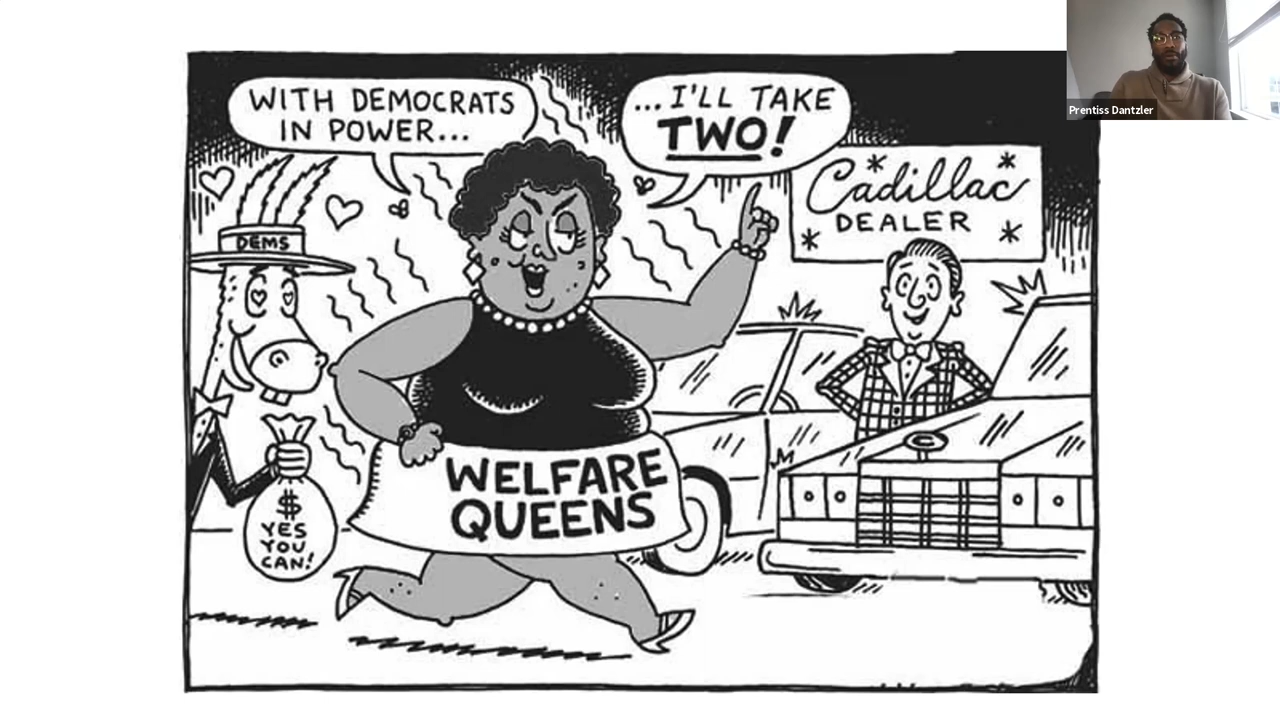 Prentiss Dantzler
WITH DEMOCRATS
IN POWER...
...I'LL TAKE
TWO!
Cadillac
DEALER
DEMS
WELFARE
QUEENS
$
YES
YOU
CAN!
C